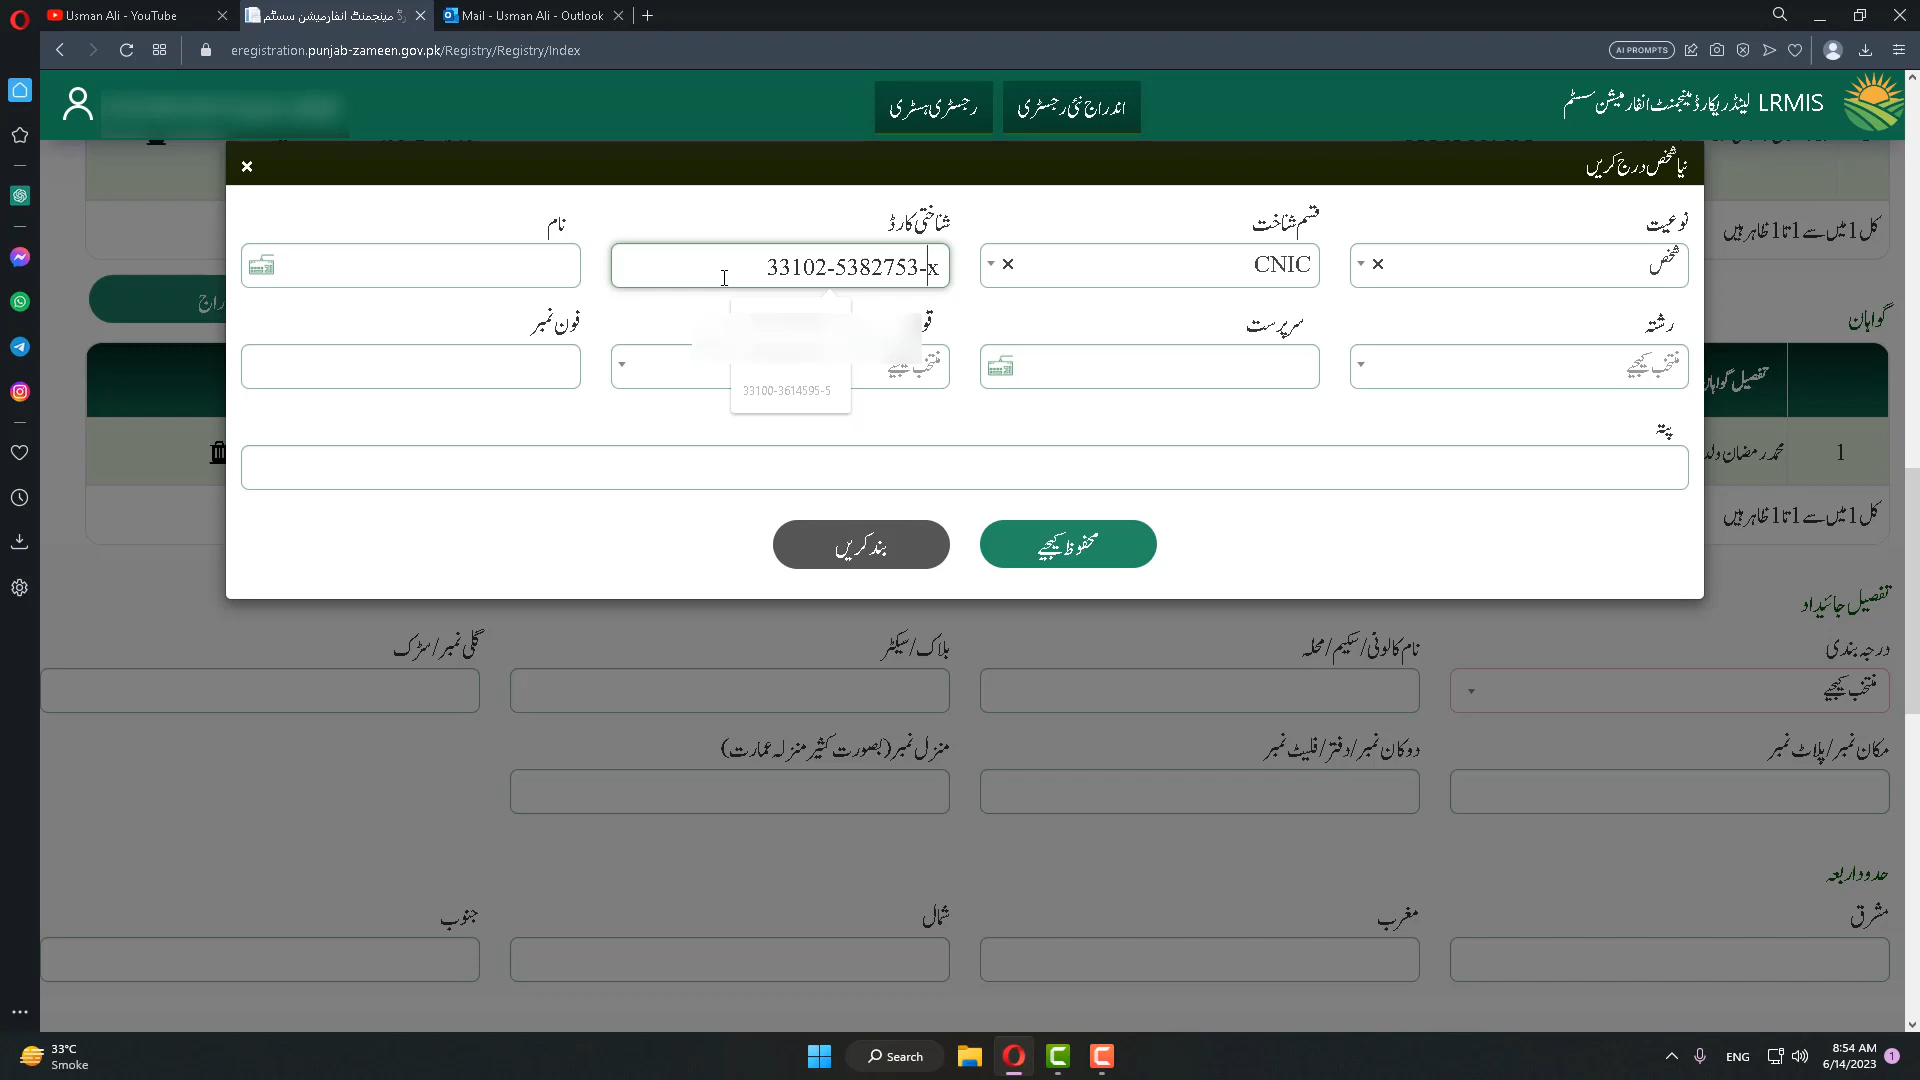 Usman Ali - YouTube
رڈ مینجمنٹ انفارمیشن سسٹم
Mail - Usman Ali - Outlook
eregistration.punjab-zameen.gov.pk/Registry/Registry/Index
AI PROMPTS
LRMIS لینڈ ریکارڈ مینجمنٹ انفارمیشن سسٹم
اندراج نئی رجسٹری
رجسٹری ہسٹری
نیا شخص درج کریں
نوعیت
قسم شناخت
شناختی کارڈ
نام
شخص
CNIC
33102-5382753-x
رشتہ
سرپرست
قو
فون نمبر
منتخب کیجیے
33100-3614595-5
پتہ
محفوظ کیجیے
بند کریں
کل 1 میں سے 1 تا 1 ظاہر ہیں
راج
گواہان
تفصیل گواہان
1
محمد رمضان ولد
کل 1 میں سے 1 تا 1 ظاہر ہیں
تفصیل جائیداد
درجہ بندی
نام کالونی/سکیم/محلہ
بلاک/سیکٹر
گلی نمبر/سڑک
منتخب کیجیے
مکان نمبر/پلاٹ نمبر
دوکان نمبر/دفتر/فلیٹ نمبر
منزل نمبر(بصورت کثیر منزلہ عمارت)
حدود اربعہ
مشرق
مغرب
شمال
جنوب
33°C
Smoke
Search
ENG
8:54 AM
6/14/2023
1